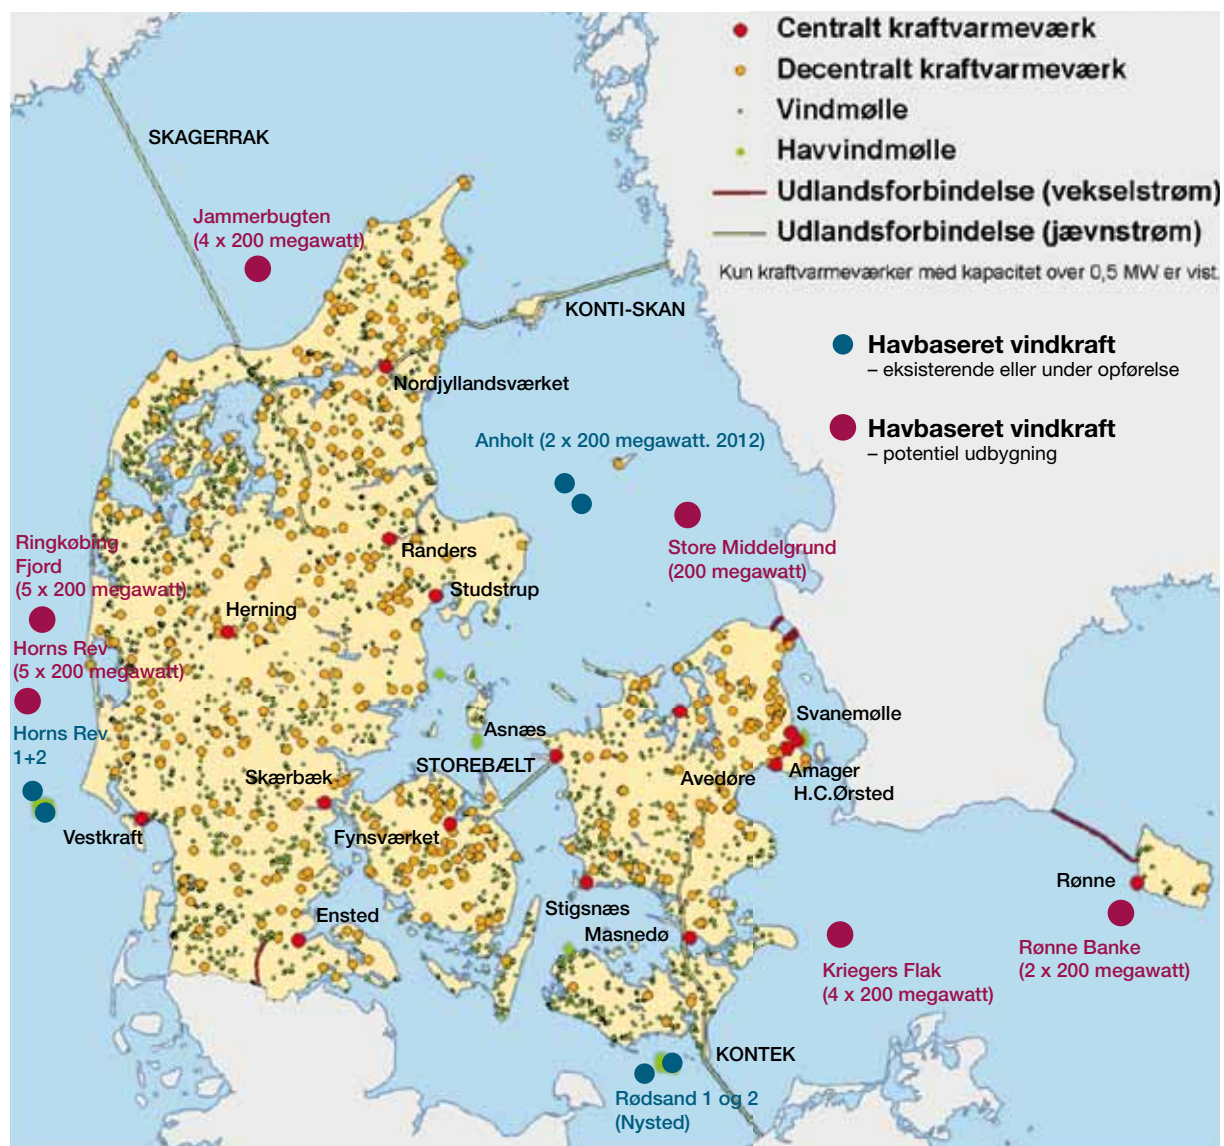 Centralt kraftvarmeværk
Decentralt kraftvarmeværk
Vindmølle
Havvindmølle
Udlandsforbindelse (vekselstrøm)
Udlandsforbindelse (jævnstrøm)
Kun kraftvarmeværker med kapacitet over 0,5 MW er vist.
Havbaseret vindkraft
– eksisterende eller under opførelse
Havbaseret vindkraft
– potentiel udbygning
SKAGERRAK
Jammerbugten
(4 x 200 megawatt)
KONTI-SKAN
Nordjyllandsværket
Anholt (2 x 200 megawatt. 2012)
Store Middelgrund
(200 megawatt)
Randers
Studstrup
Herning
Ringkøbing
Fjord
(5 x 200 megawatt)
Horns Rev
(5 x 200 megawatt)
Horns Rev
1+2
Svanemølle
Asnæs
STOREBÆLT
Skærbæk
Avedøre
Amager
H.C.Ørsted
Vestkraft
Fynsværket
Rønne
Stigsnæs
Ensted
Masnedø
Kriegers Flak
(4 x 200 megawatt)
Rønne Banke
(2 x 200 megawatt)
KONTEK
Rødsand 1 og 2
(Nysted)